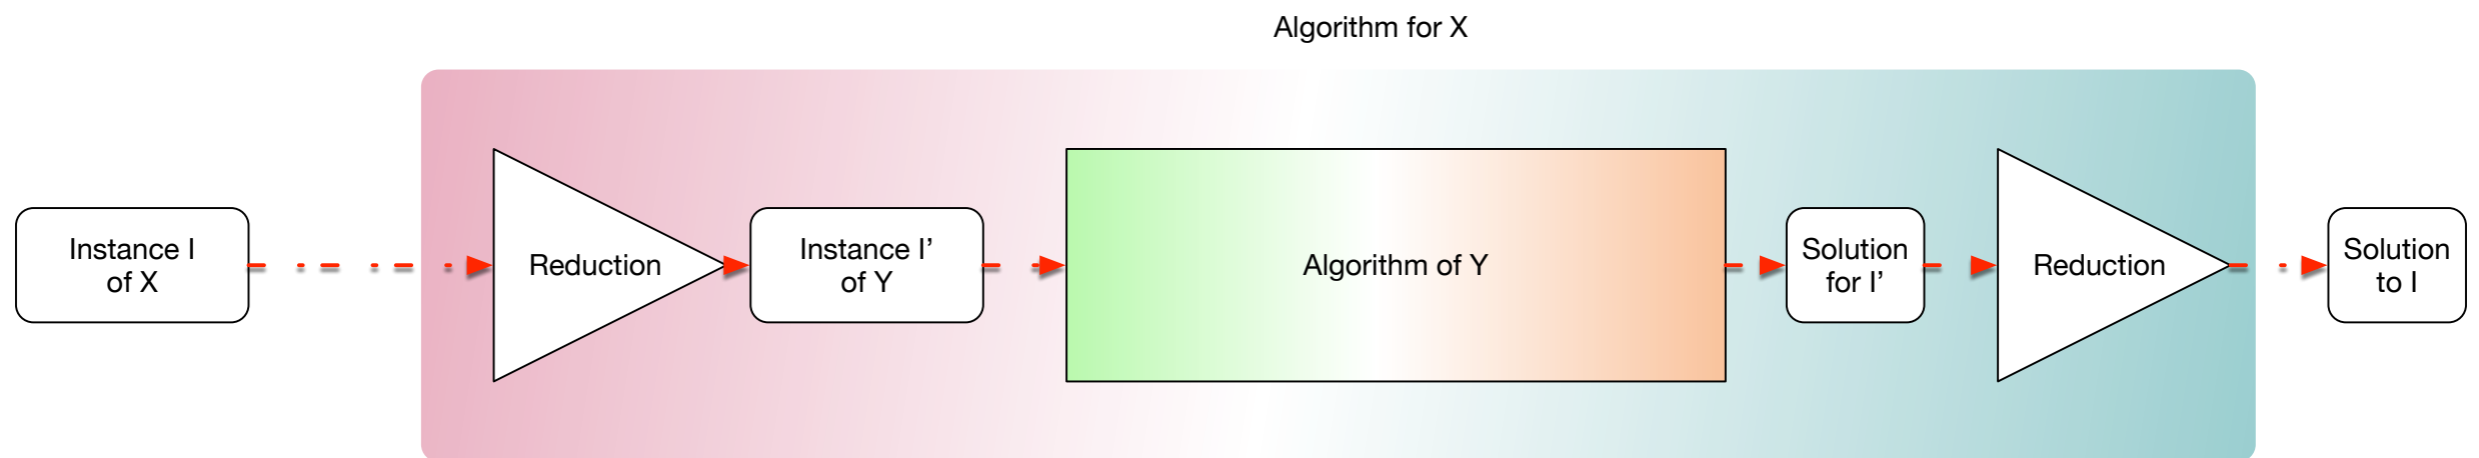 Algorithm for X
Instance I
of X
Reduction
Instance I’
of Y
Algorithm of Y
Solution
for I’
Reduction
Solution
to I